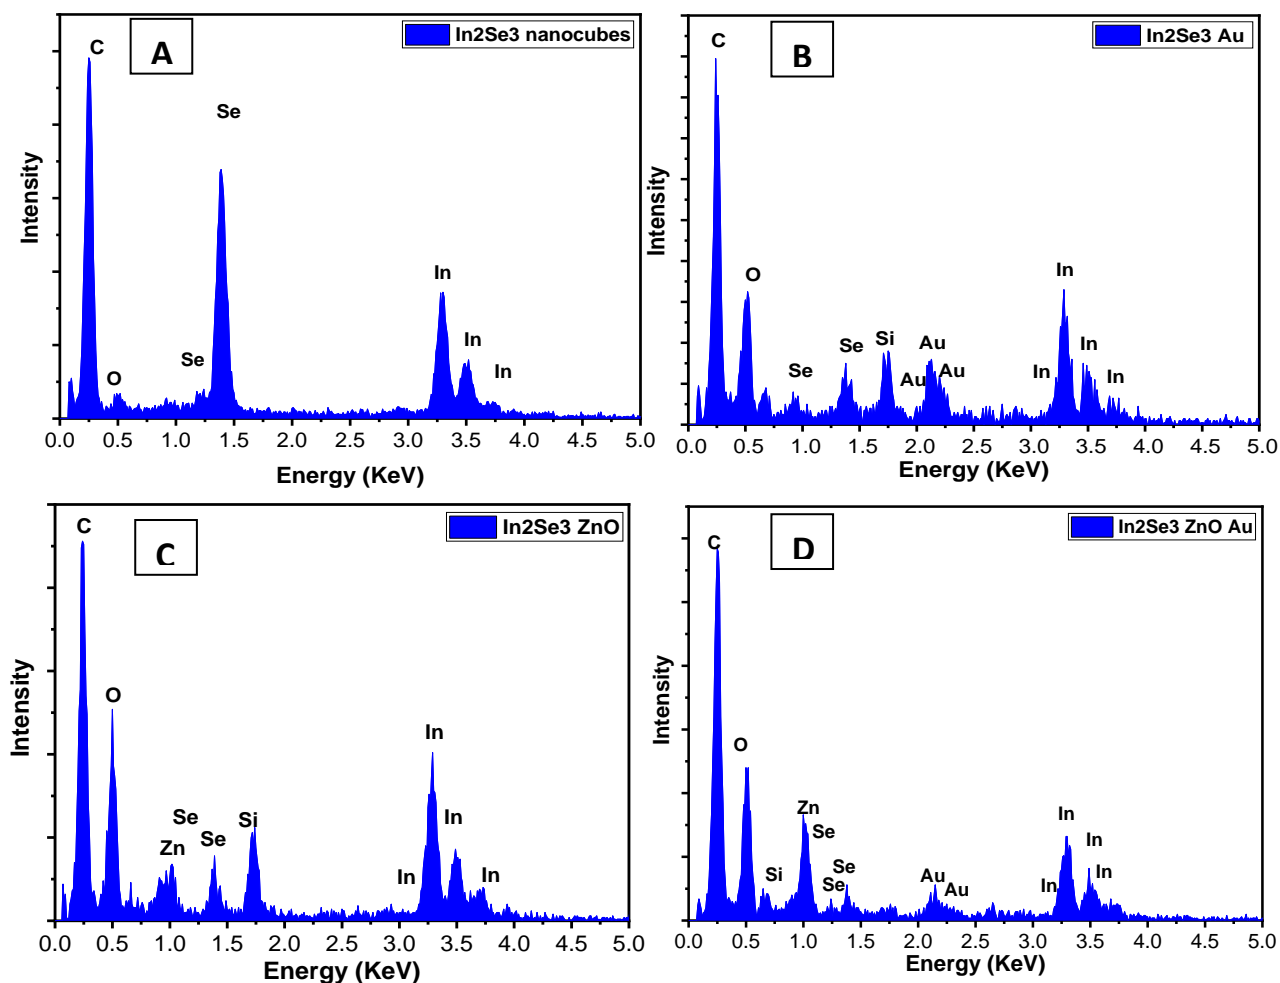 A
In2Se3 nanocubes
C
Se
O
Se
In
In
In
Intensity
0.0 0.5 1.0 1.5 2.0 2.5 3.0 3.5 4.0 4.5 5.0
Energy (KeV)
B
In2Se3 Au
C
O
Se
Se
Si
Au
Au
Au
In
In
In
In
Intensity
0.0 0.5 1.0 1.5 2.0 2.5 3.0 3.5 4.0 4.5 5.0
Energy (KeV)
C
In2Se3 ZnO
C
O
Zn
Se
Se
Si
In
In
In
In
Intensity
0.0 0.5 1.0 1.5 2.0 2.5 3.0 3.5 4.0 4.5 5.0
Energy (KeV)
D
In2Se3 ZnO Au
C
O
Si
Zn
Se
Se
Se
Au
Au
In
In
In
In
Intensity
0.0 0.5 1.0 1.5 2.0 2.5 3.0 3.5 4.0 4.5 5.0
Energy (KeV)